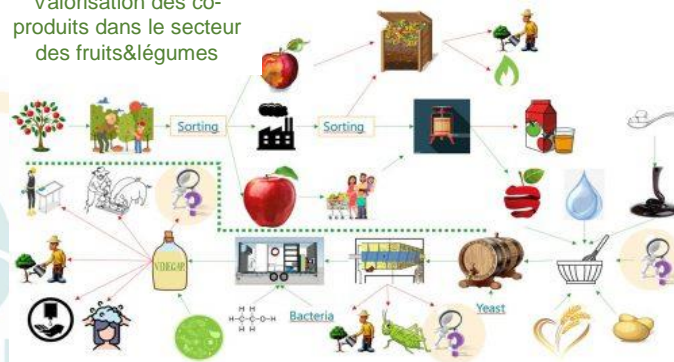 Valorisation des co-
produits dans le secteur
des fruits&légumes
Sorting
Sorting
VINEGAR
H H
H-C-C-O-H
H H
Bacteria
Yeast